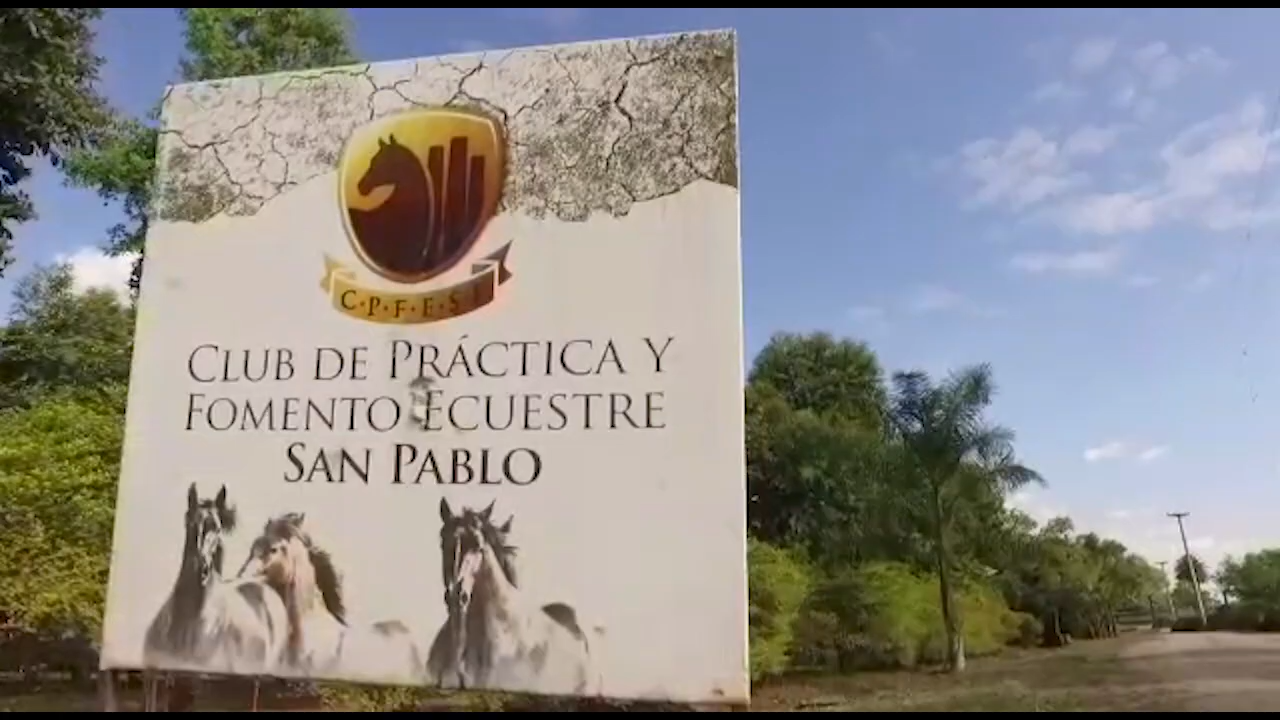 C·P·F·E·S·P
CLUB DE PRÁCTICA Y
FOMENTO ECUESTRE
SAN PABLO